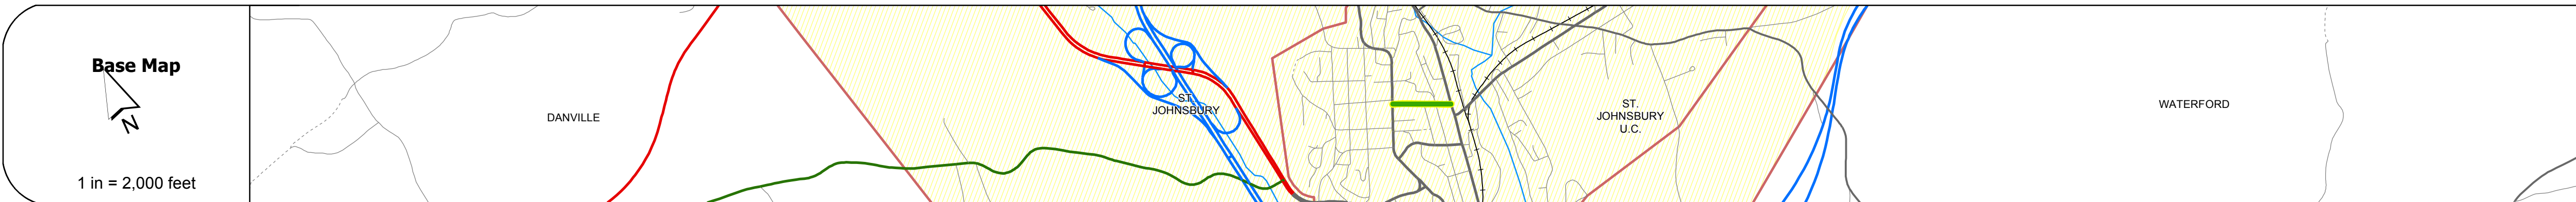 Base Map
N
1 in = 2,000 feet
DANVILLE
ST.
JOHNSBURY
ST.
JOHNSBURY
U.C.
WATERFORD